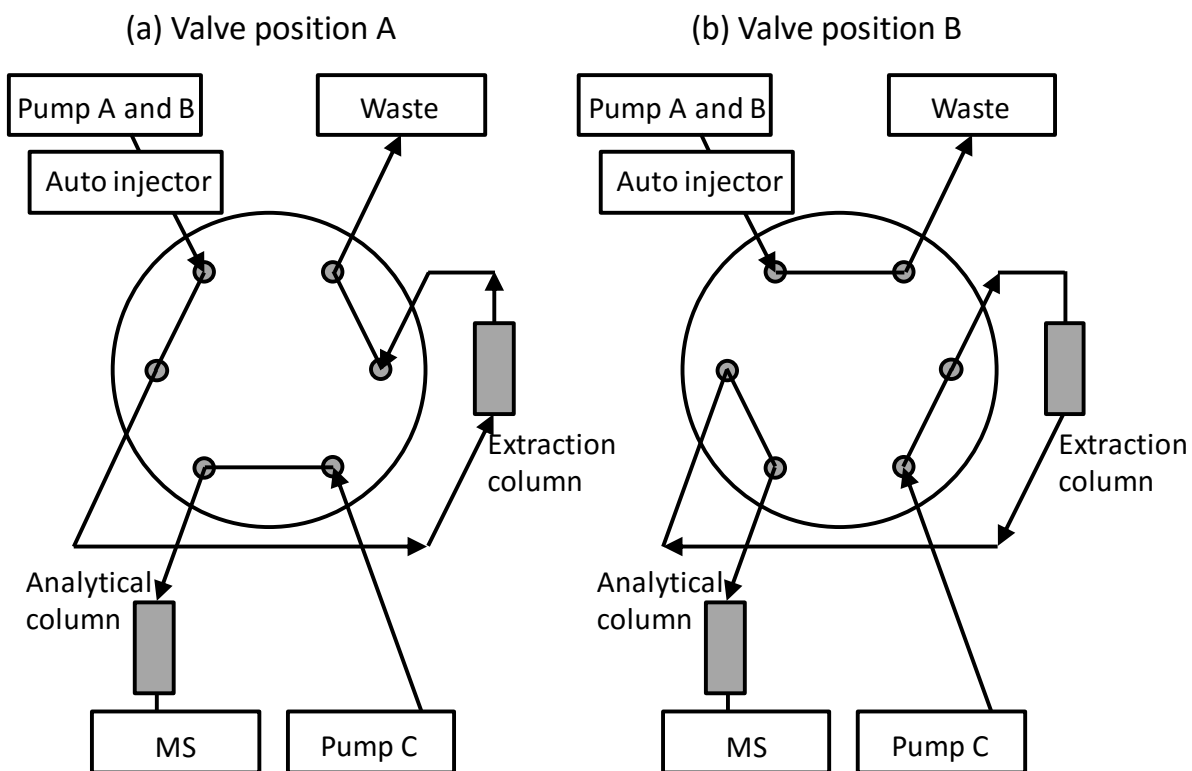 (a) Valve position A
Pump A and B
Waste
Auto injector
Extraction
column
Analytical
column
MS
Pump C
(b) Valve position B
Pump A and B
Waste
Auto injector
Extraction
column
Analytical
column
MS
Pump C